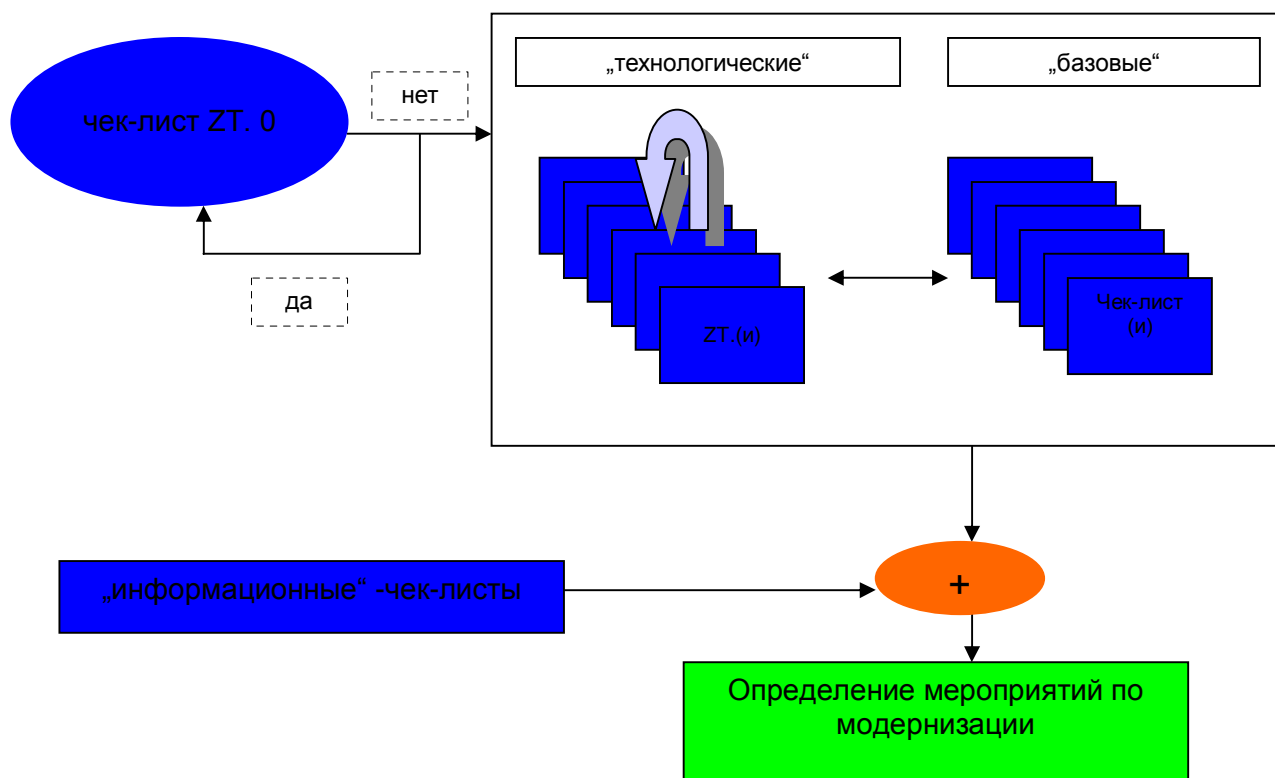 „технологические“
„базовые“
нет
чек-лист ZT. 0
да
ZT.(и)
Чек-лист
(и)
„информационные“ -чек-листы
+
Определение мероприятий по
модернизации